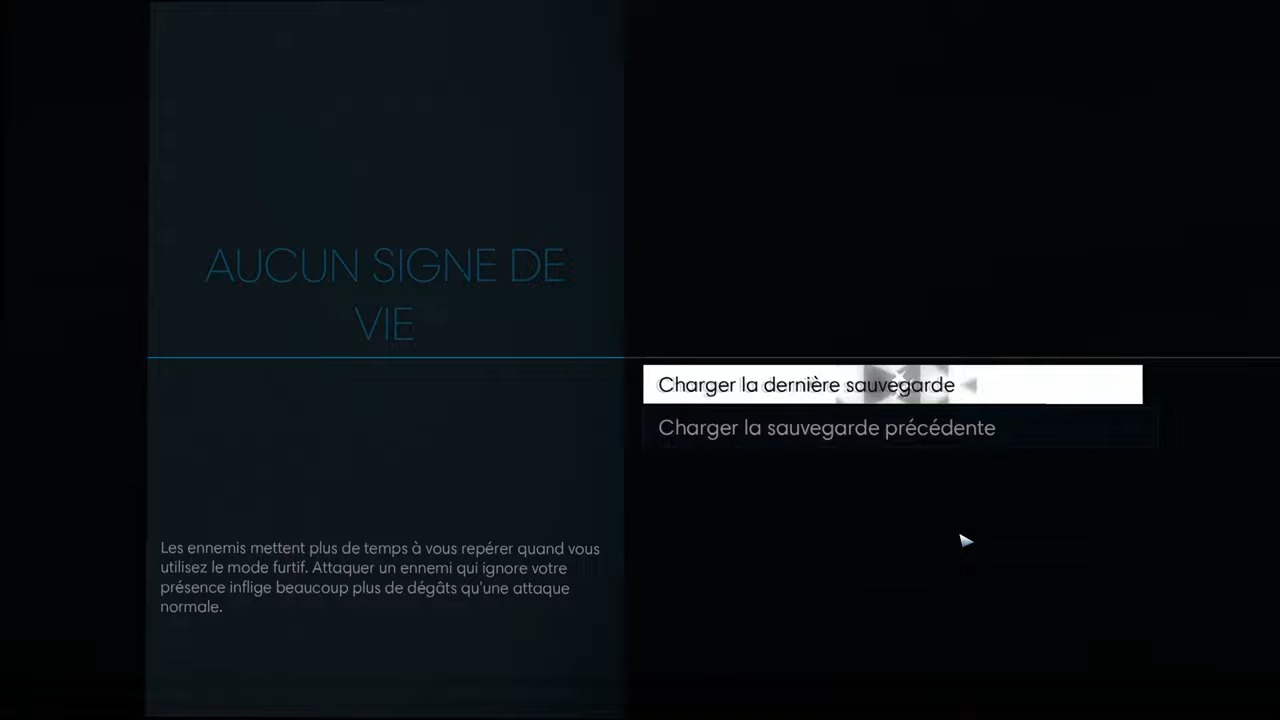 AUCUN SIGNE DE
VIE
Charger la dernière sauvegarde
Charger la sauvegarde précédente
Les ennemis mettent plus de temps à vous repérer quand vous
utilisez le mode furtif. Attaquer un ennemi qui ignore votre
présence inflige beaucoup plus de dégâts qu'une attaque
normale.